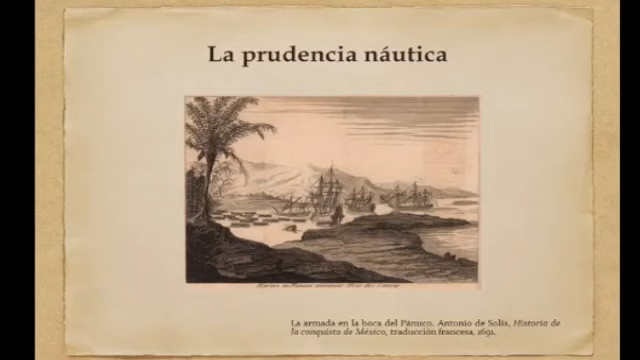 La prudencia náutica
La armada en la boca del Pánuco. Antonio de Solís, Historia de
la conquista de México, traducción francesa, 1691.